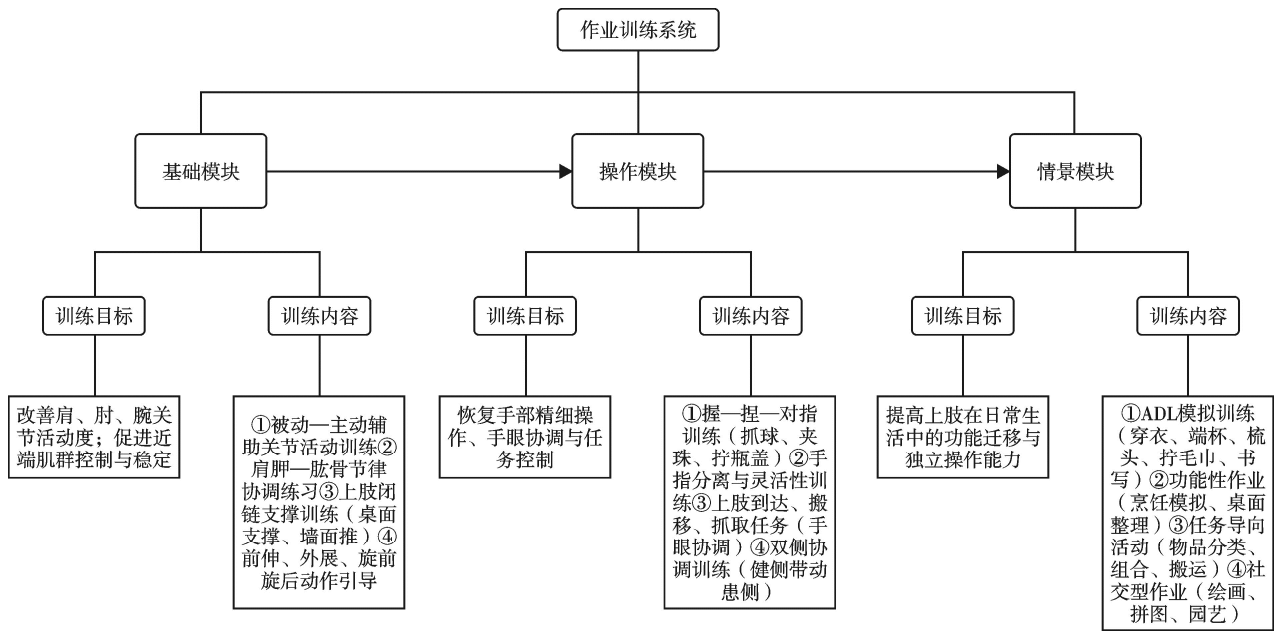 作业训练系统
基础模块
操作模块
情景模块
训练目标
训练内容
训练目标
训练内容
训练目标
训练内容
改善肩、肘、腕关
节活动度；促进近
端肌群控制与稳定
①被动—主动辅
助关节活动训练②
肩胛—肱骨节律
协调练习③上肢闭
链支撑训练（桌面
支撑、墙面推）④
前伸、外展、旋前
旋后动作引导
恢复手部精细操
作、手眼协调与任
务控制
①握—捏—对指
训练（抓球、夹
珠、拧瓶盖）②手
指分离与灵活性训
练③上肢到达、搬
移、抓取任务（手
眼协调）④双侧协
调训练（健侧带动
患侧）
提高上肢在日常生
活中的功能迁移与
独立操作能力
①ADL模拟训练
（穿衣、端杯、梳
头、拧毛巾、书
写）②功能性作业
（烹饪模拟、桌面
整理）③任务导向
活动（物品分类、
组合、搬运）④社
交型作业（绘画、
拼图、园艺）